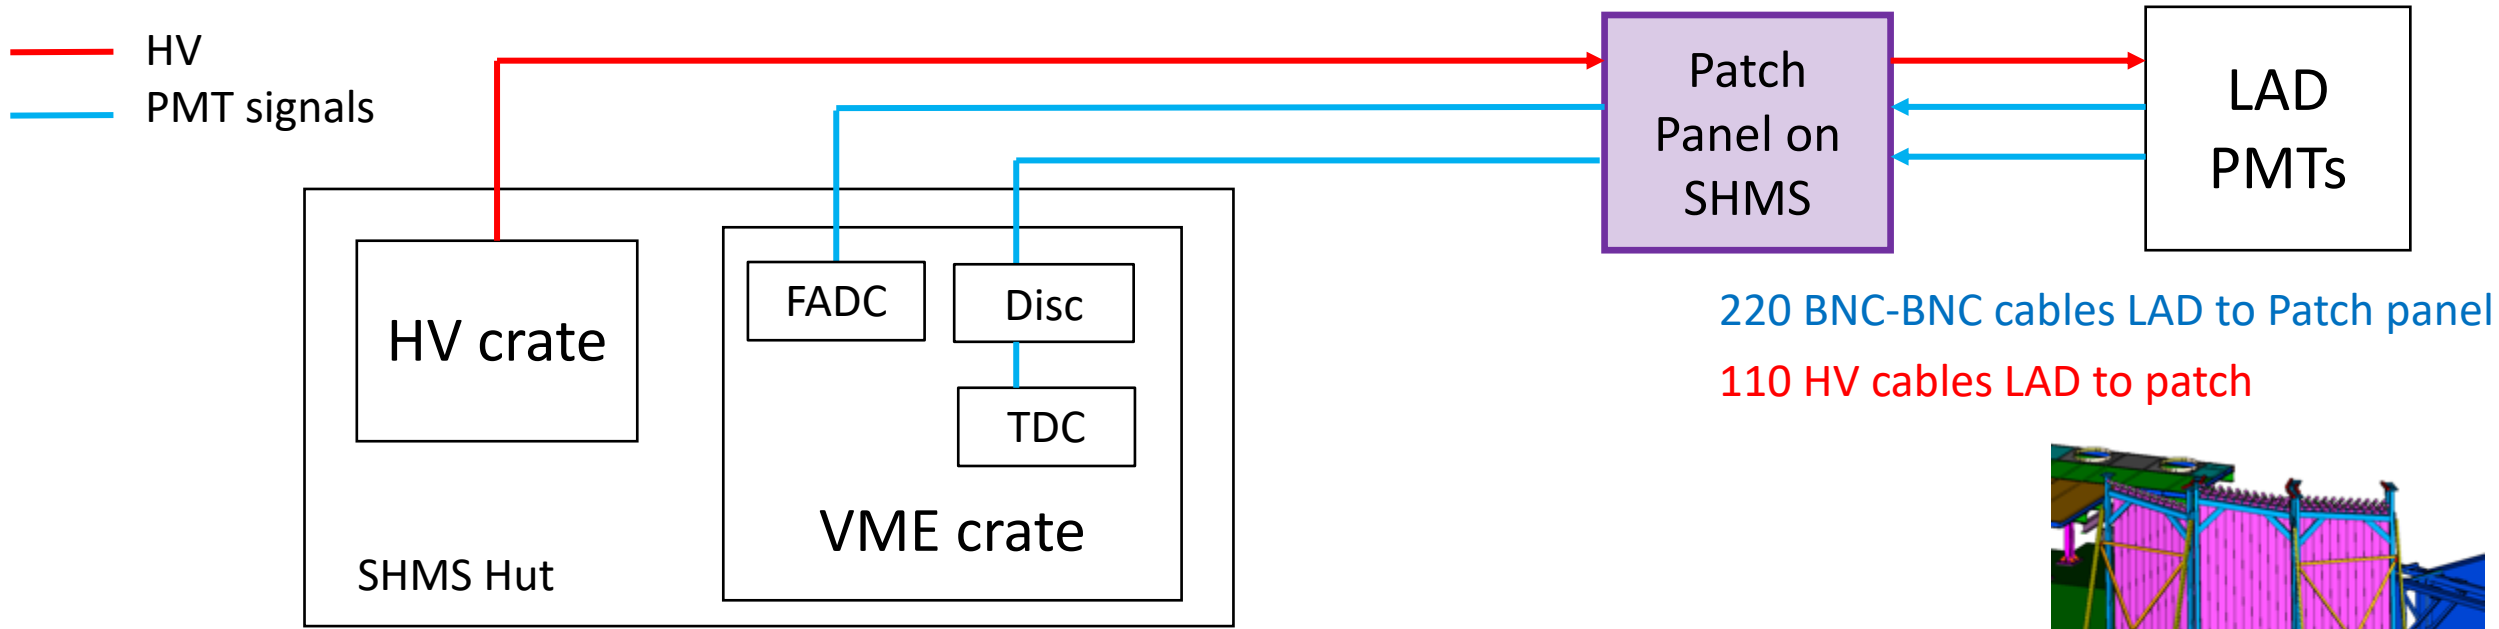 HV
PMT signals
Patch
Panel on
SHMS
LAD
PMTs
FADC
Disc
HV crate
TDC
VME crate
SHMS Hut
220 BNC-BNC cables LAD to Patch panel
110 HV cables LAD to patch